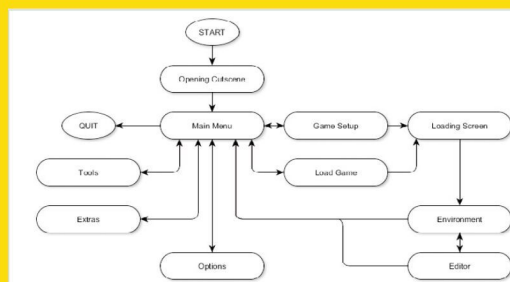 START
Opening Cutscene
QUIT
Main Menu
Game Setup
Loading Screen
Tools
Load Game
Extras
Environment
Options
Editor